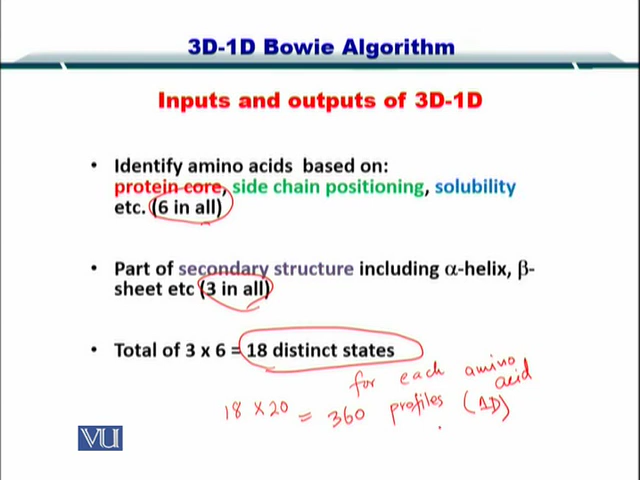 3D-1D Bowie Algorithm
Inputs and outputs of 3D-1D
• Identify amino acids based on:
protein core, side chain positioning, solubility
etc. (6 in all)
• Part of secondary structure including α-helix, β-
sheet etc (3 in all)
• Total of 3 x 6 = 18 distinct states
for each amino
acid
18 x 20 = 360 profiles (1D)
VU